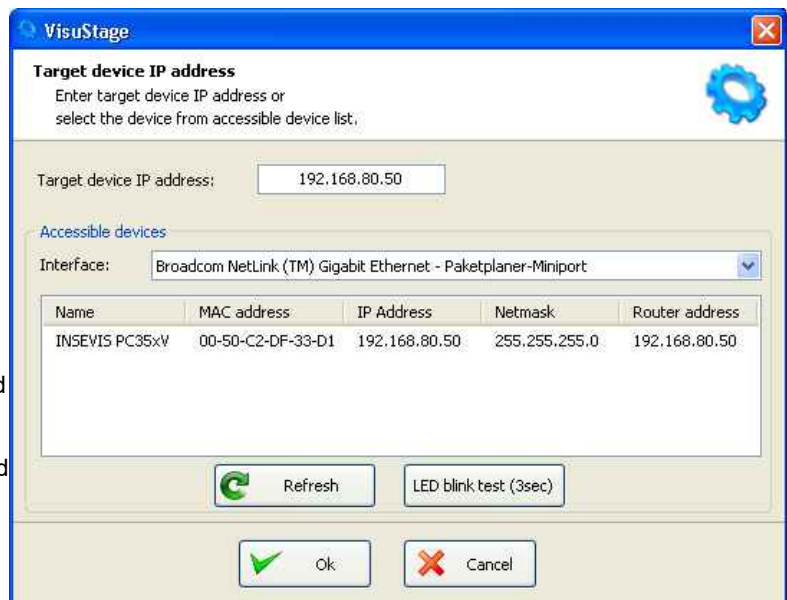 VisuStage
Target device IP address
Enter target device IP address or
select the device from accessible device list.
Target device IP address: 192.168.80.50
Accessible devices
Interface: Broadcom NetLink (TM) Gigabit Ethernet - Paketplaner-Miniport
Name MAC address IP Address Netmask Router address
INSEVIS PC35xV 00-50-C2-DF-33-D1 192.168.80.50 255.255.255.0 192.168.80.50
d
d
Refresh LED blink test (3sec)
Ok Cancel